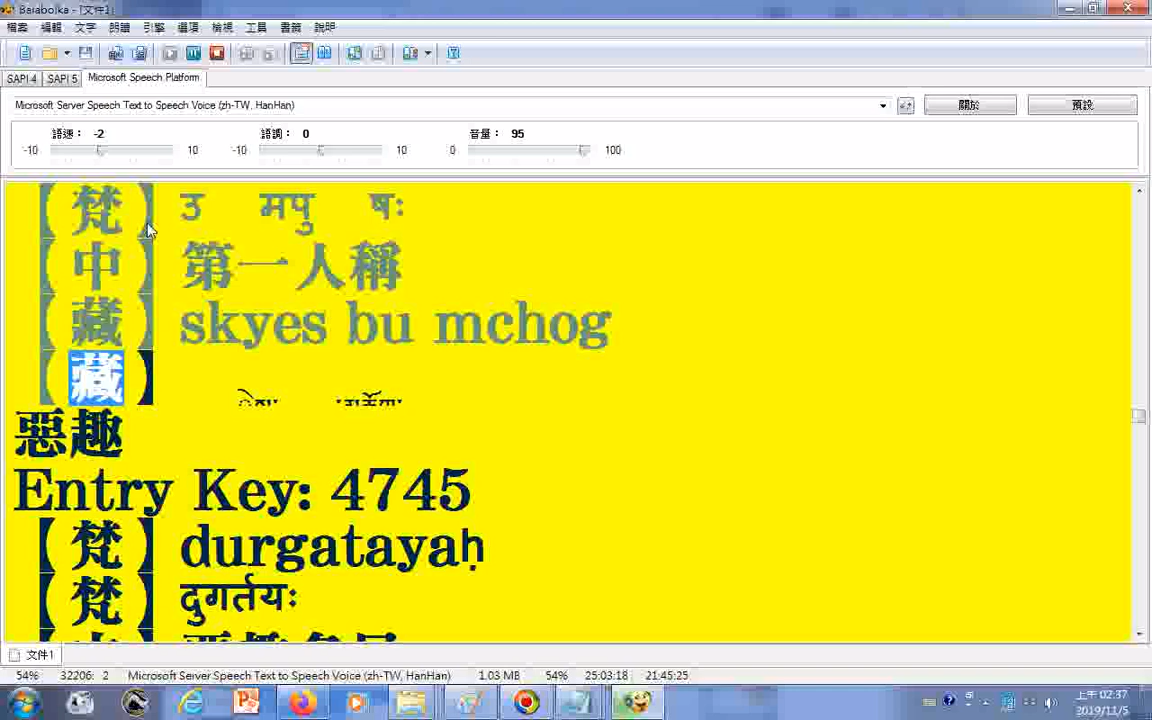 Balabolka - [文件1]
檔案 編輯 文字 朗讀 引擎 選項 檢視 工具 書籤 說明
SAPI 4 SAPI 5 Microsoft Speech Platform
Microsoft Server Speech Text to Speech Voice (zh-TW, HanHan) 關於 預設
語速： -2 語調： 0 音量： 95
-10 10 -10 10 0 100
【梵】 उ मपु षः
【中】 第一人稱
【藏】 skyes bu mchog
【藏】
惡趣
Entry Key: 4745
【梵】 durgatayaḥ
【梵】 दुगर्तयः
文件1
54% 32206: 2 Microsoft Server Speech Text to Speech Voice (zh-TW, HanHan) 1.03 MB 54% 25:03:18 21:45:25
上午 02:37
2019/11/5